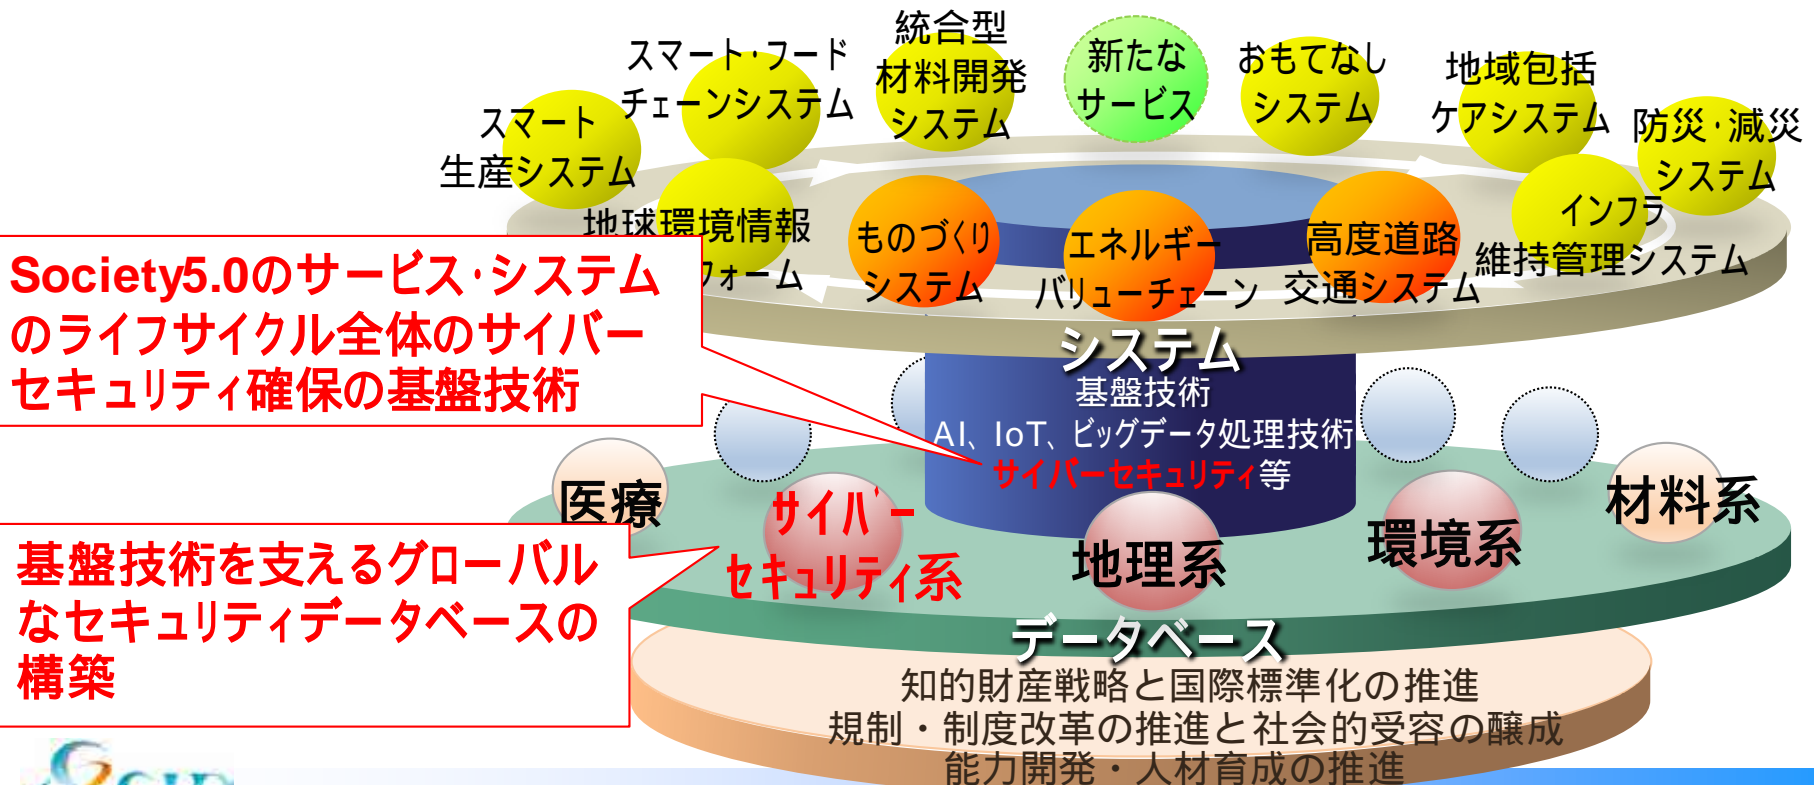 統合型
材料開発
システム
スマート・フード
チェーンシステム
新たな
サービス
おもてなし
システム
地域包括
ケアシステム
スマート
生産システム
防災・減災
システム
地球環境情報
フォーム
ものづくり
システム
エネルギー
バリューチェーン
高度道路
交通システム
インフラ
維持管理システム
Society5.0のサービス・システム
のライフサイクル全体のサイバー
セキュリティ確保の基盤技術
システム
基盤技術
AI、IoT、ビッグデータ処理技術
サイバーセキュリティ等
医療
サイバー
セキュリティ系
地理系
環境系
材料系
基盤技術を支えるグローバル
なセキュリティデータベースの
構築
データベース
知的財産戦略と国際標準化の推進
規制・制度改革の推進と社会的受容の醸成
能力開発・人材育成の推進